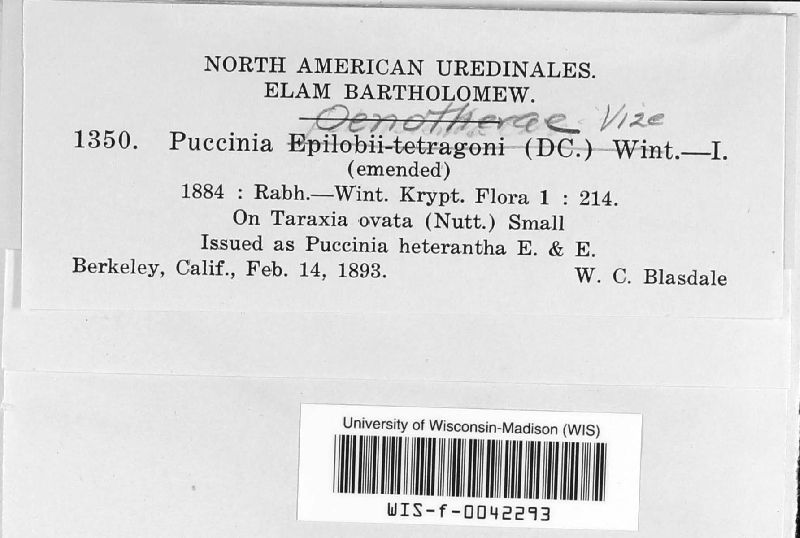 NORTH AMERICAN UREDINALES.
ELAM BARTHOLOMEW.
Oenotherae Vize
1350. Puccinia Epilobii-tetragoni (DC.) Wint.—I.
(emended)
1884 : Rabh.—Wint. Krypt. Flora 1 : 214.
On Taraxia ovata (Nutt.) Small
Issued as Puccinia heterantha E. & E.
Berkeley, Calif., Feb. 14, 1893. W. C. Blasdale
University of Wisconsin-Madison (WIS)
WIS-f-0042293